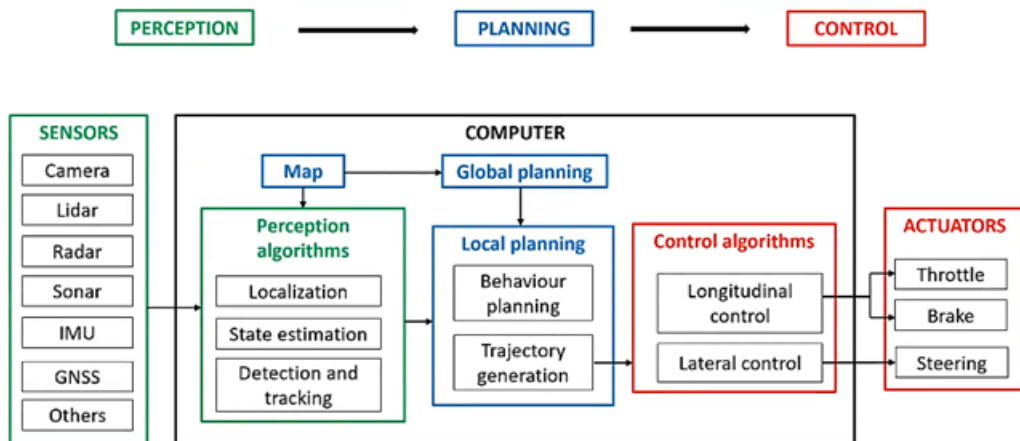 PERCEPTION
PLANNING
CONTROL
SENSORS
Camera
Lidar
Radar
Sonar
IMU
GNSS
Others
COMPUTER
Map
Global planning
Perception
algorithms
Localization
State estimation
Detection and
tracking
Local planning
Behaviour
planning
Trajectory
generation
Control algorithms
Longitudinal
control
Lateral control
ACTUATORS
Throttle
Brake
Steering